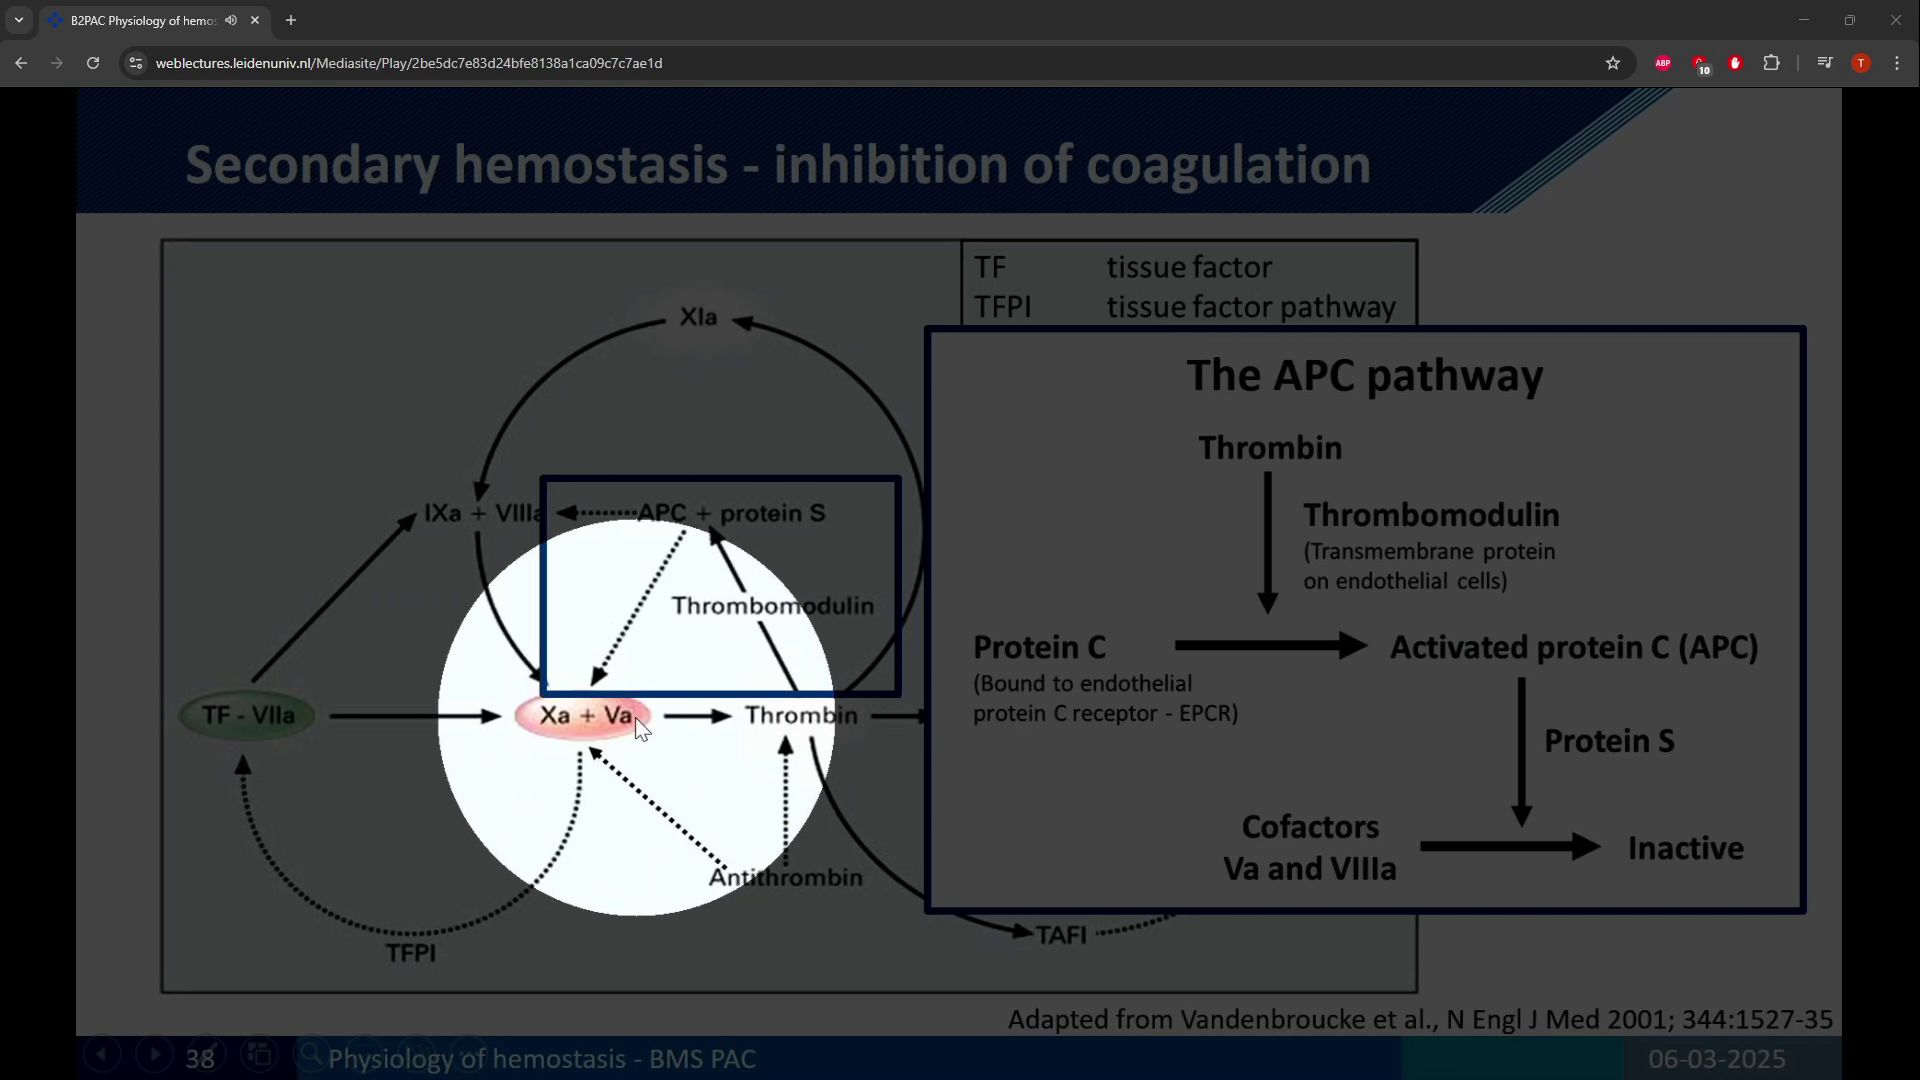 B2PAC Physiology of hemos
weblectures.leidenuniv.nl/Mediasite/Play/2be5dc7e83d24bfe8138a1ca09c7c7ae1d
ABP
10
T
Secondary hemostasis - inhibition of coagulation
TF tissue factor
TFPI tissue factor pathway
XIa
IXa + VIIIa
APC + protein S
Thrombomodulin
TF - VIIa
Xa + Va
Thrombin
Antithrombin
TFPI
TAFI
The APC pathway
Thrombin
Thrombomodulin
(Transmembrane protein
on endothelial cells)
Protein C
Activated protein C (APC)
(Bound to endothelial
protein C receptor - EPCR)
Protein S
Cofactors
Va and VIIIa
Inactive
Adapted from Vandenbroucke et al., N Engl J Med 2001; 344:1527-35
38
Physiology of hemostasis - BMS PAC
06-03-2025